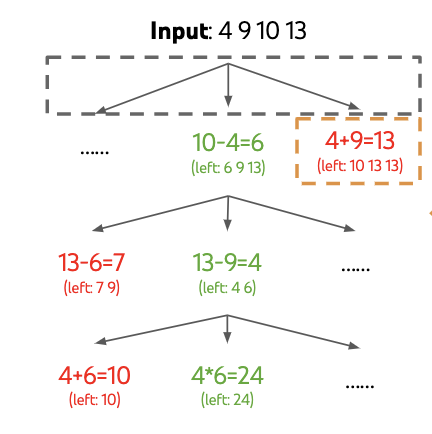 Input: 4 9 10 13
...... 10-4=6 4+9=13
(left: 6 9 13) (left: 10 13 13)
13-6=7 13-9=4 ......
(left: 7 9) (left: 4 6)
4+6=10 4*6=24 ......
(left: 10) (left: 24)